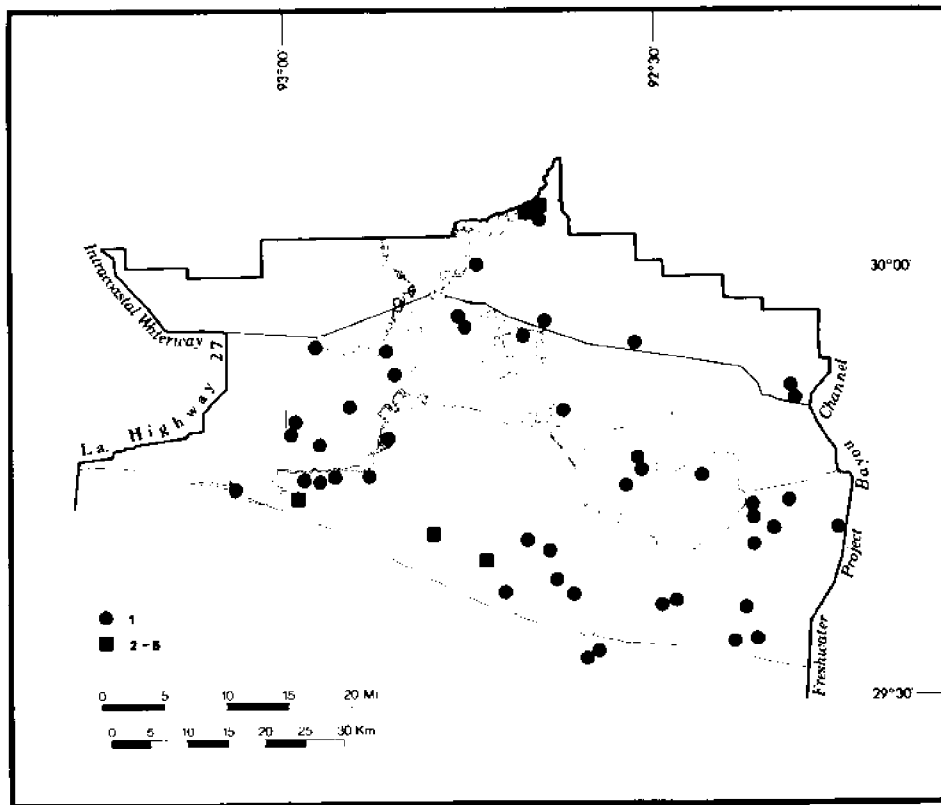 93°00'
92°30'
30°00'
Intracoastal Waterway
La. Highway 27
Channel
Bayou
Project
Freshwater
1
2-5
0 5 10 15 20 Mi
0 5 10 15 20 25 30 Km
29°30'